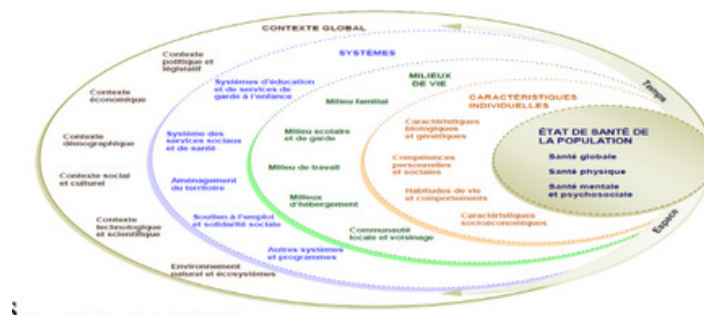 CONTEXTE GLOBAL
Contexte
politique et
législatif
Contexte
économique
Contexte
démographique
Contexte social
et culturel
Contexte
technologique
et scientifique
Environnement
naturel et écosystèmes
SYSTÈMES
Systèmes d'éducation
et de services de
garde à l'enfance
Système des
services sociaux
et de santé
Aménagement
du territoire
Soutien à l'emploi
et solidarité sociale
Autres systèmes
et programmes
MILIEUX
DE VIE
Milieu familial
Milieu scolaire
et de garde
Milieu de travail
Milieux
d'hébergement
Communauté
locale et voisinage
CARACTÉRISTIQUES
INDIVIDUELLES
Caractéristiques
biologiques
et génétiques
Compétences
personnelles
et sociales
Habitudes de vie
et comportements
Caractéristiques
socioéconomiques
ÉTAT DE SANTÉ DE
LA POPULATION
Santé globale
Santé physique
Santé mentale
et psychosociale
Temps
Espace